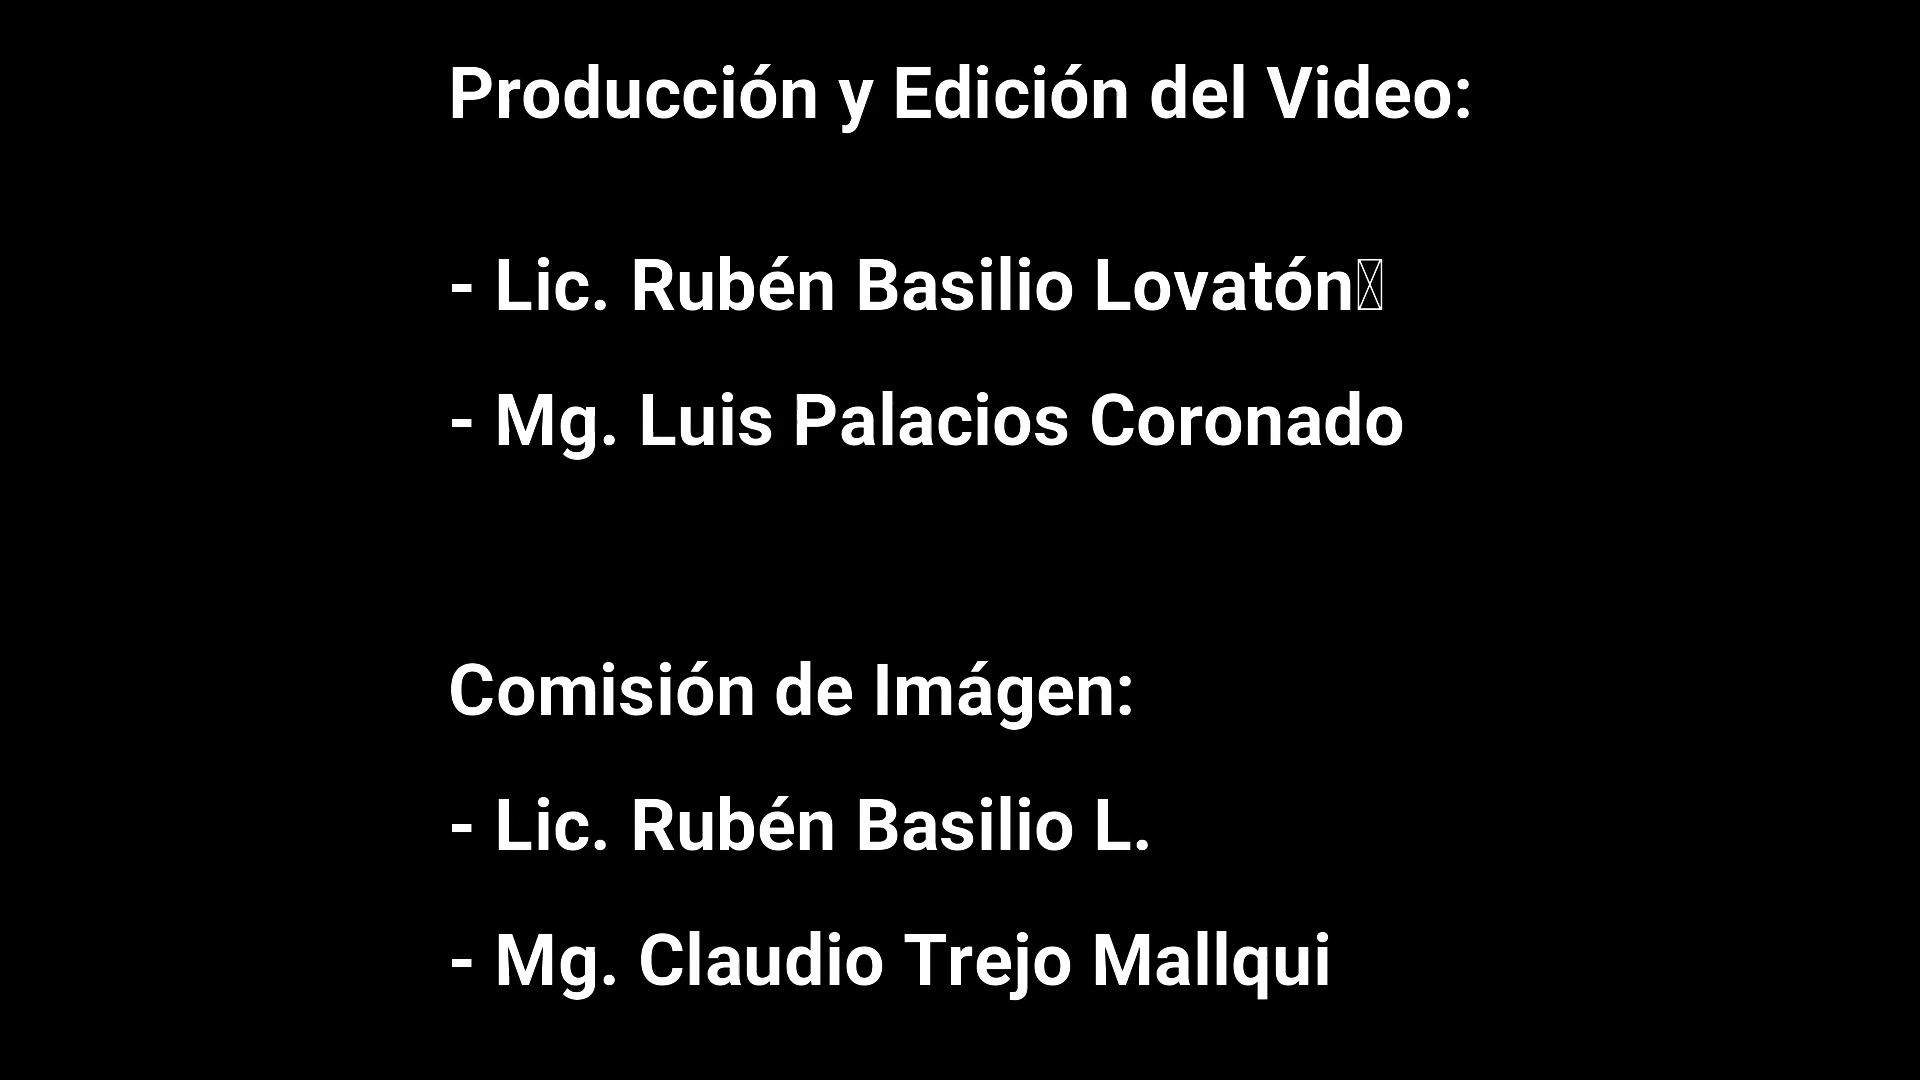 Producción y Edición del Video:
- Lic. Rubén Basilio Lovatón
- Mg. Luis Palacios Coronado
Comisión de Imágen:
- Lic. Rubén Basilio L.
- Mg. Claudio Trejo Mallqui